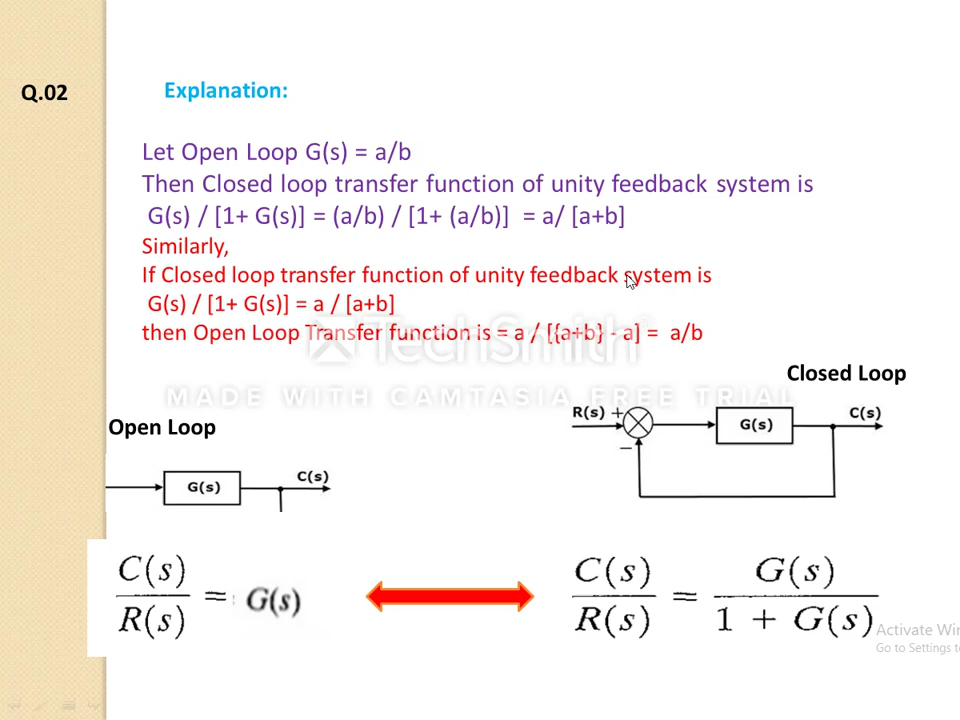 Q.02
Explanation:
Let Open Loop G(s) = a/b
Then Closed loop transfer function of unity feedback system is
G(s) / [1+ G(s)] = (a/b) / [1+ (a/b)] = a/ [a+b]
Similarly,
If Closed loop transfer function of unity feedback system is
G(s) / [1+ G(s)] = a / [a+b]
then Open Loop Transfer function is = a / [{a+b} - a] = a/b
TechSmith
MADE WITH CAMTASIA FREE TRIAL
Closed Loop
R(s) + G(s) C(s)
−
Open Loop
G(s) C(s)
C(s)/R(s) = G(s)
C(s)/R(s) = G(s)/1 + G(s)
Activate Win
Go to Settings t